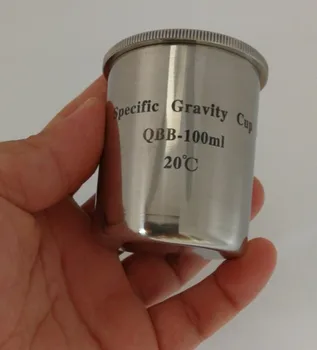 Specific Gravity Cup
QBB-100ml
20℃